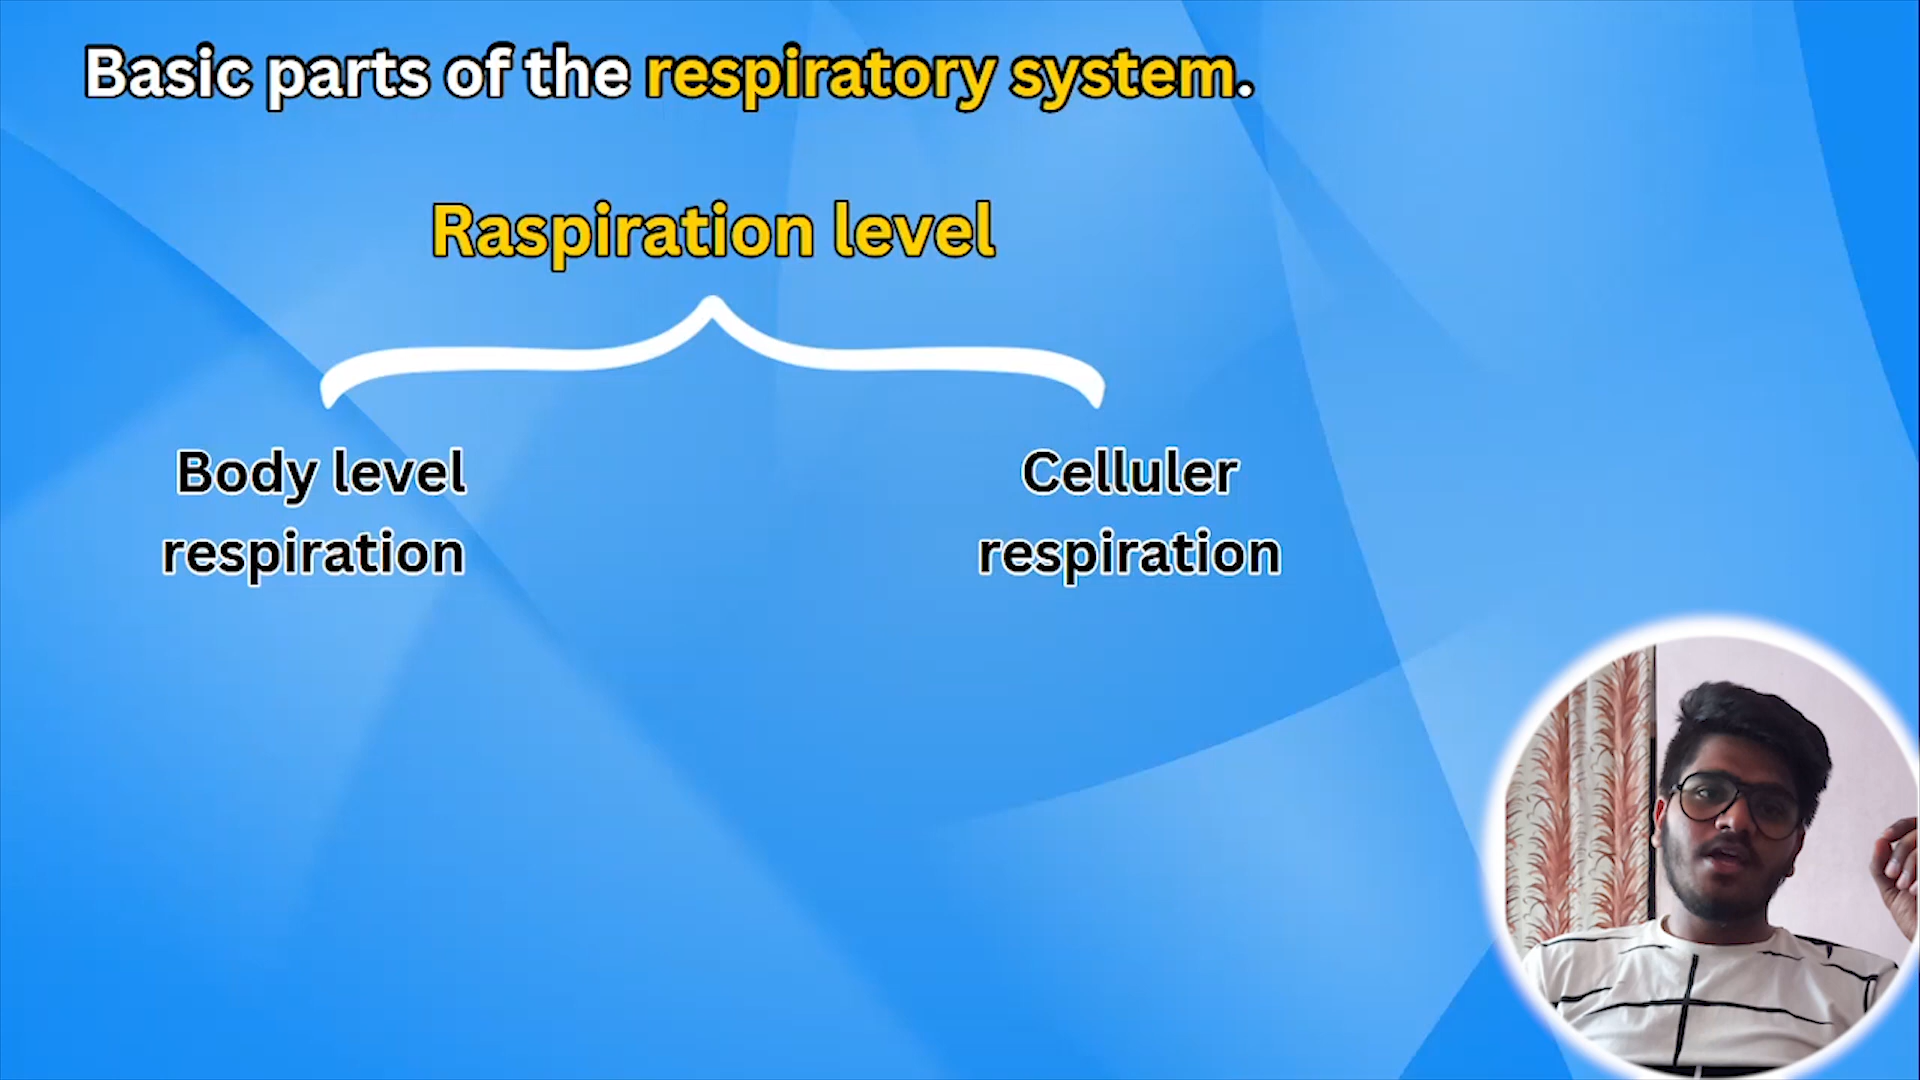 Basic parts of the respiratory system.
Raspiration level
Body level
respiration
Celluler
respiration